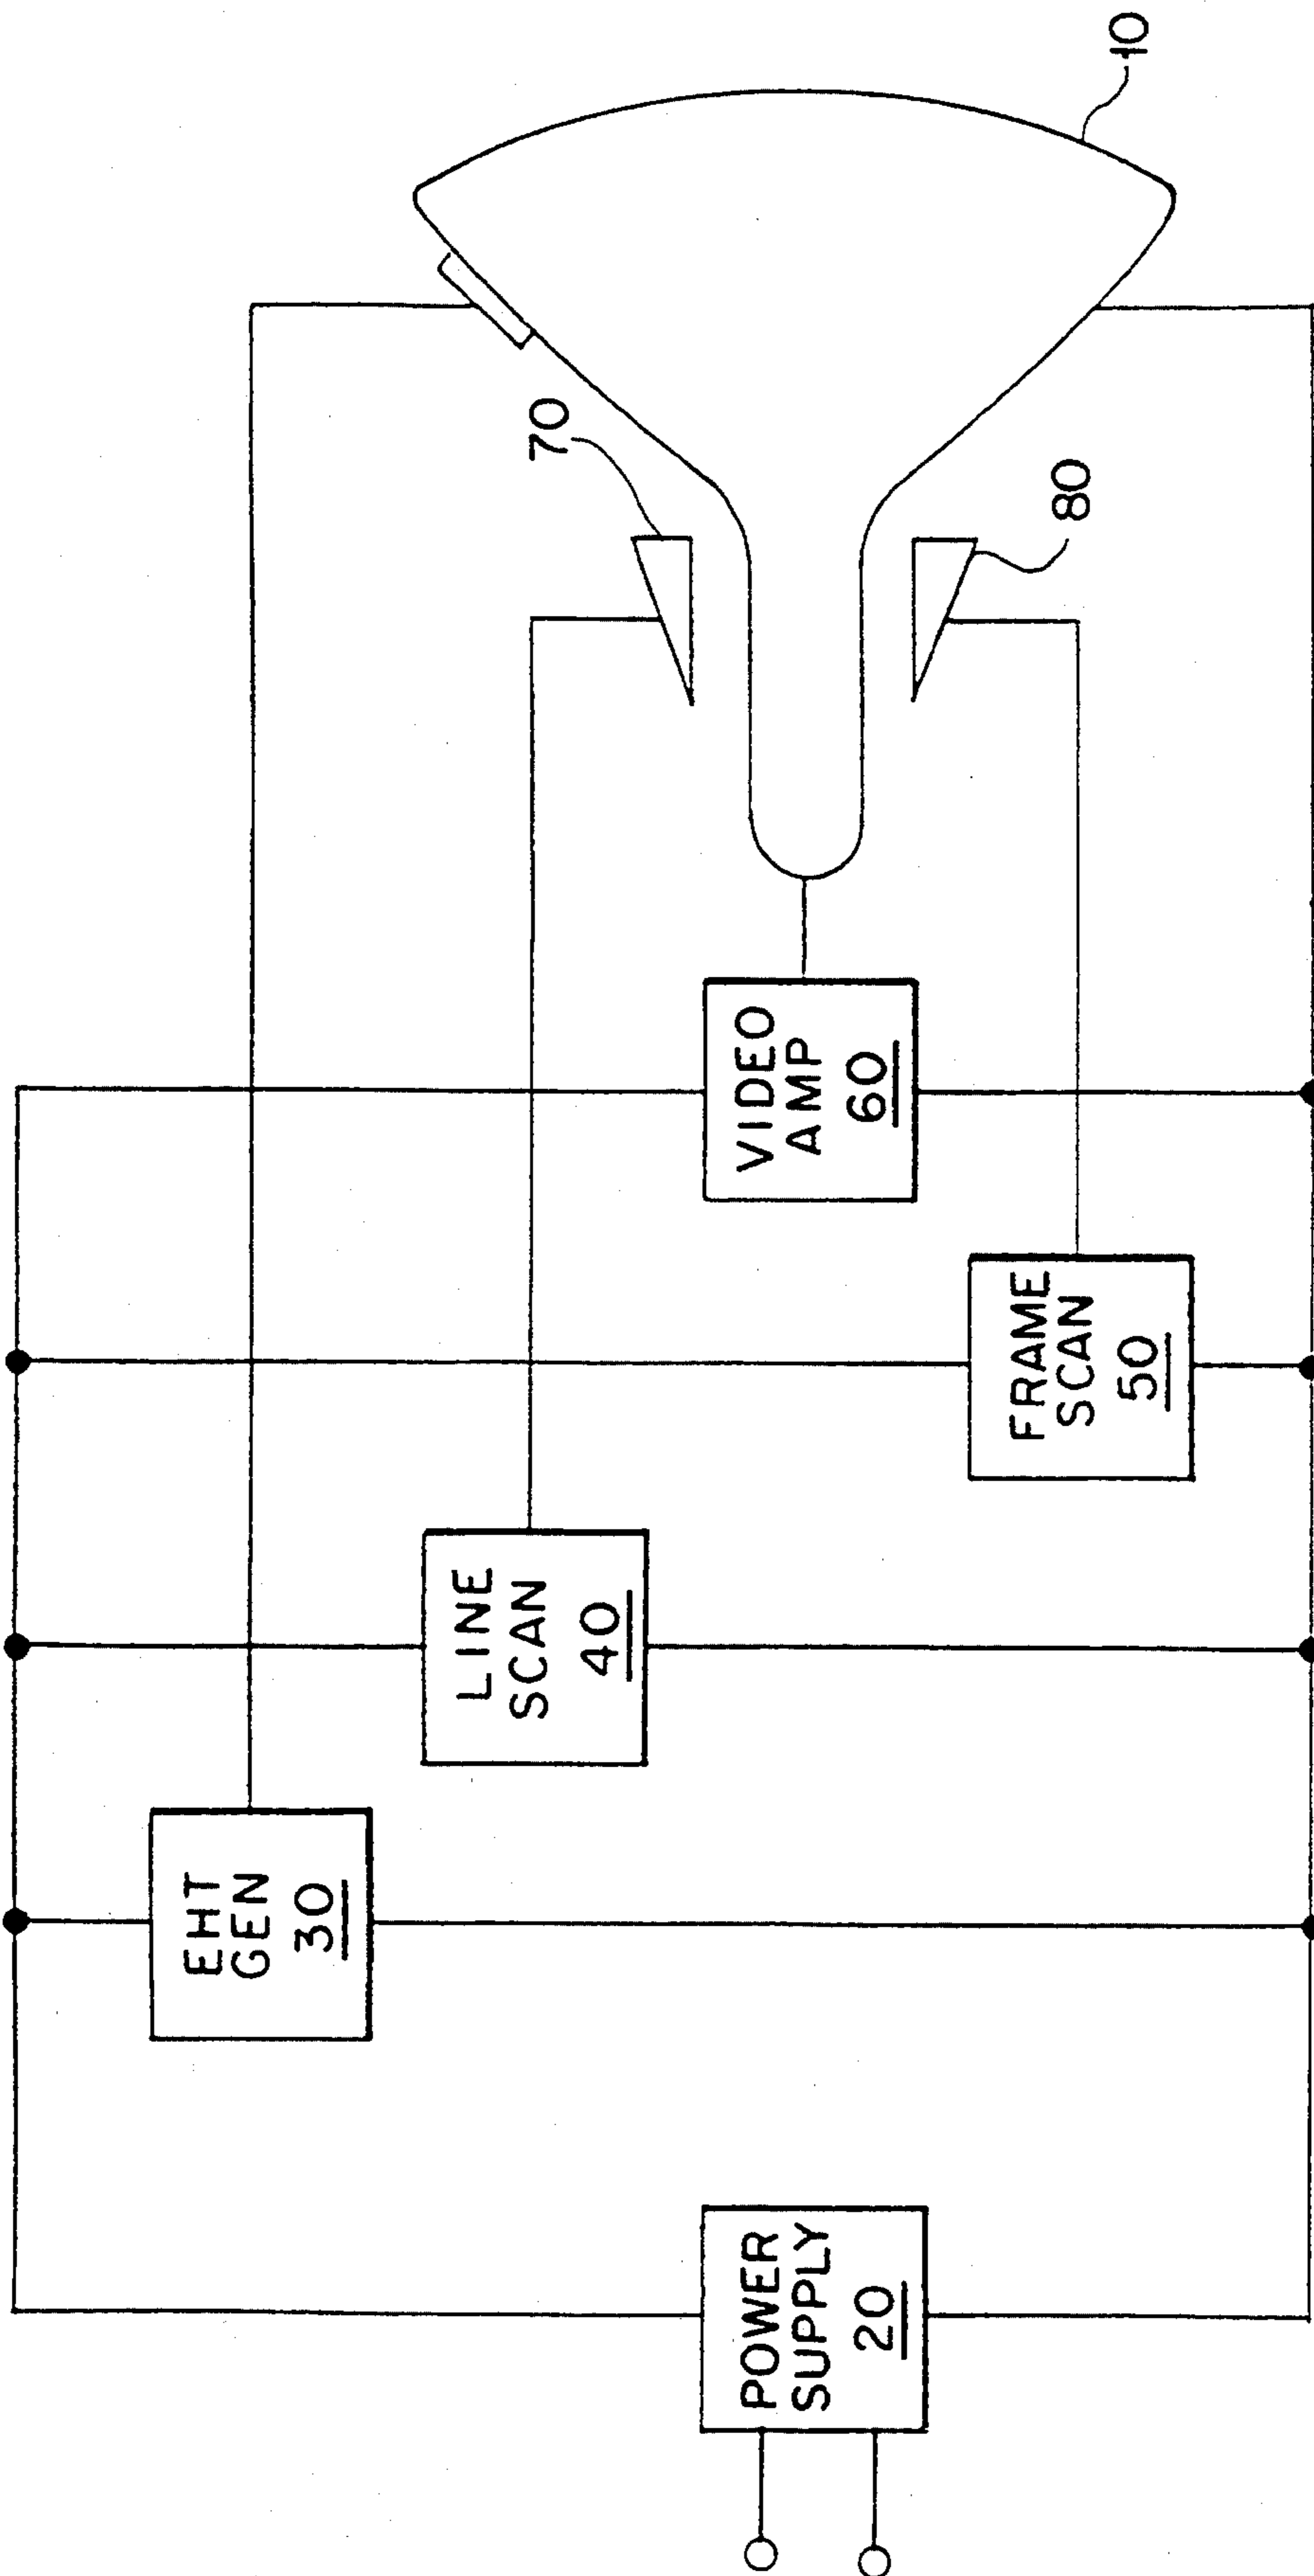 EHT
GEN
30
LINE
SCAN
40
70
POWER
SUPPLY
20
VIDEO
AMP
60
FRAME
SCAN
50
80
10